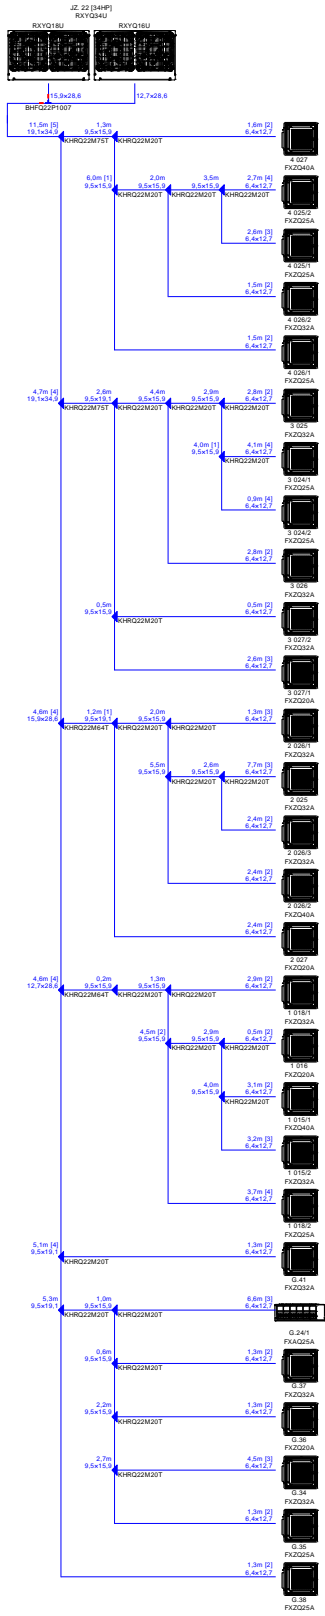 JZ. 22 [34HP]
RXYQ34U
RXYQ18U RXYQ16U
15,9x28,6 12,7x28,6
BHFQ22P1007
11,5m [5] 1,3m 1,6m [2]
19,1x34,9 9,5x15,9 6,4x12,7
KHRQ22M75T KHRQ22M20T
4 027
FXZQ40A
6,0m [1] 2,0m 3,5m 2,7m [4]
9,5x15,9 9,5x15,9 9,5x15,9 6,4x12,7
KHRQ22M20T KHRQ22M20T KHRQ22M20T
4 025/2
FXZQ25A
2,6m [3]
6,4x12,7
4 025/1
FXZQ25A
1,5m [2]
6,4x12,7
4 026/2
FXZQ32A
1,5m [2]
6,4x12,7
4 026/1
FXZQ25A
4,7m [4] 2,6m 4,4m 2,9m 2,8m [2]
19,1x34,9 9,5x19,1 9,5x15,9 9,5x15,9 6,4x12,7
KHRQ22M75T KHRQ22M20T KHRQ22M20T KHRQ22M20T
3 025
FXZQ32A
4,0m [1] 4,1m [4]
9,5x15,9 6,4x12,7
KHRQ22M20T
3 024/1
FXZQ25A
0,9m [4]
6,4x12,7
3 024/2
FXZQ25A
2,8m [2]
6,4x12,7
3 026
FXZQ32A
0,5m 0,5m [2]
9,5x15,9 6,4x12,7
KHRQ22M20T
3 027/2
FXZQ32A
2,6m [3]
6,4x12,7
3 027/1
FXZQ20A
4,6m [4] 1,2m [1] 2,0m 1,3m [3]
15,9x28,6 9,5x19,1 9,5x15,9 6,4x12,7
KHRQ22M64T KHRQ22M20T KHRQ22M20T
2 026/1
FXZQ32A
5,5m 2,6m 7,7m [3]
9,5x15,9 9,5x15,9 6,4x12,7
KHRQ22M20T KHRQ22M20T
2 025
FXZQ32A
2,4m [2]
6,4x12,7
2 026/3
FXZQ32A
2,4m [2]
6,4x12,7
2 026/2
FXZQ40A
2,4m [2]
6,4x12,7
2 027
FXZQ20A
4,6m [4] 0,2m 1,3m 2,9m [2]
12,7x28,6 9,5x15,9 9,5x15,9 6,4x12,7
KHRQ22M64T KHRQ22M20T KHRQ22M20T
1 018/1
FXZQ32A
4,5m [2] 2,9m 0,5m [2]
9,5x15,9 9,5x15,9 6,4x12,7
KHRQ22M20T KHRQ22M20T
1 016
FXZQ20A
4,0m 3,1m [2]
9,5x15,9 6,4x12,7
KHRQ22M20T
1 015/1
FXZQ40A
3,2m [3]
6,4x12,7
1 015/2
FXZQ32A
3,7m [4]
6,4x12,7
1 018/2
FXZQ25A
5,1m [4] 1,3m [2]
9,5x19,1 6,4x12,7
KHRQ22M20T
G.41
FXZQ32A
5,3m 1,0m 6,6m [3]
9,5x19,1 9,5x15,9 6,4x12,7
KHRQ22M20T KHRQ22M20T
G.24/1
FXAQ25A
0,6m 1,3m [2]
9,5x15,9 6,4x12,7
KHRQ22M20T
G.37
FXZQ32A
2,2m 1,3m [2]
9,5x15,9 6,4x12,7
KHRQ22M20T
G.36
FXZQ20A
2,7m 4,5m [3]
9,5x15,9 6,4x12,7
KHRQ22M20T
G.34
FXZQ32A
1,3m [2]
6,4x12,7
G.35
FXZQ25A
1,3m [2]
6,4x12,7
G.38
FXZQ25A